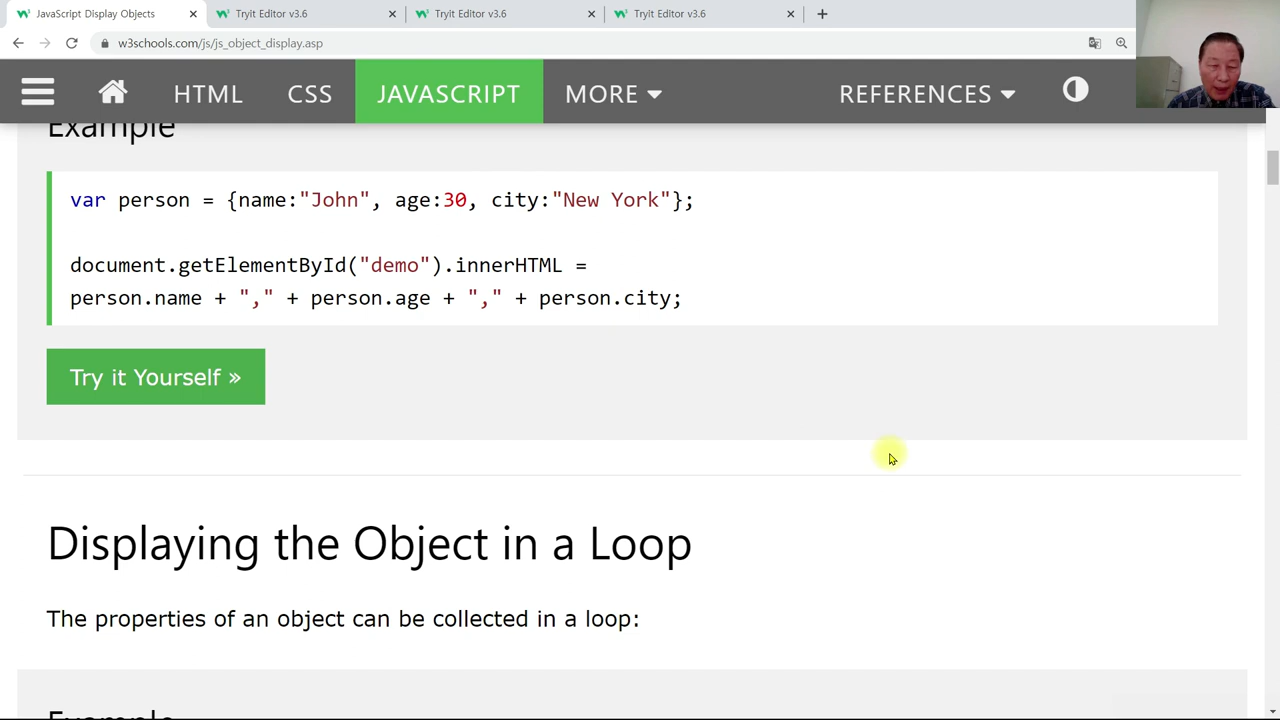 JavaScript Display Objects
Tryit Editor v3.6
Tryit Editor v3.6
Tryit Editor v3.6
w3schools.com/js/js_object_display.asp
HTML
CSS
JAVASCRIPT
MORE
REFERENCES
Example
var person = {name:"John", age:30, city:"New York"};
document.getElementById("demo").innerHTML =
person.name + "," + person.age + "," + person.city;
Try it Yourself »
Displaying the Object in a Loop
The properties of an object can be collected in a loop:
Example